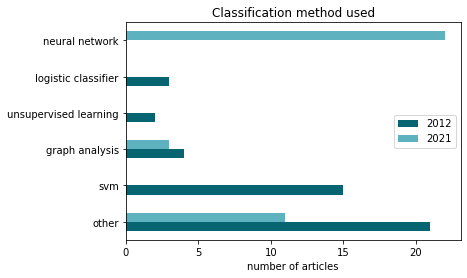 Classification method used
neural network
logistic classifier
unsupervised learning
graph analysis
svm
other
2012
2021
0 5 10 15 20
number of articles